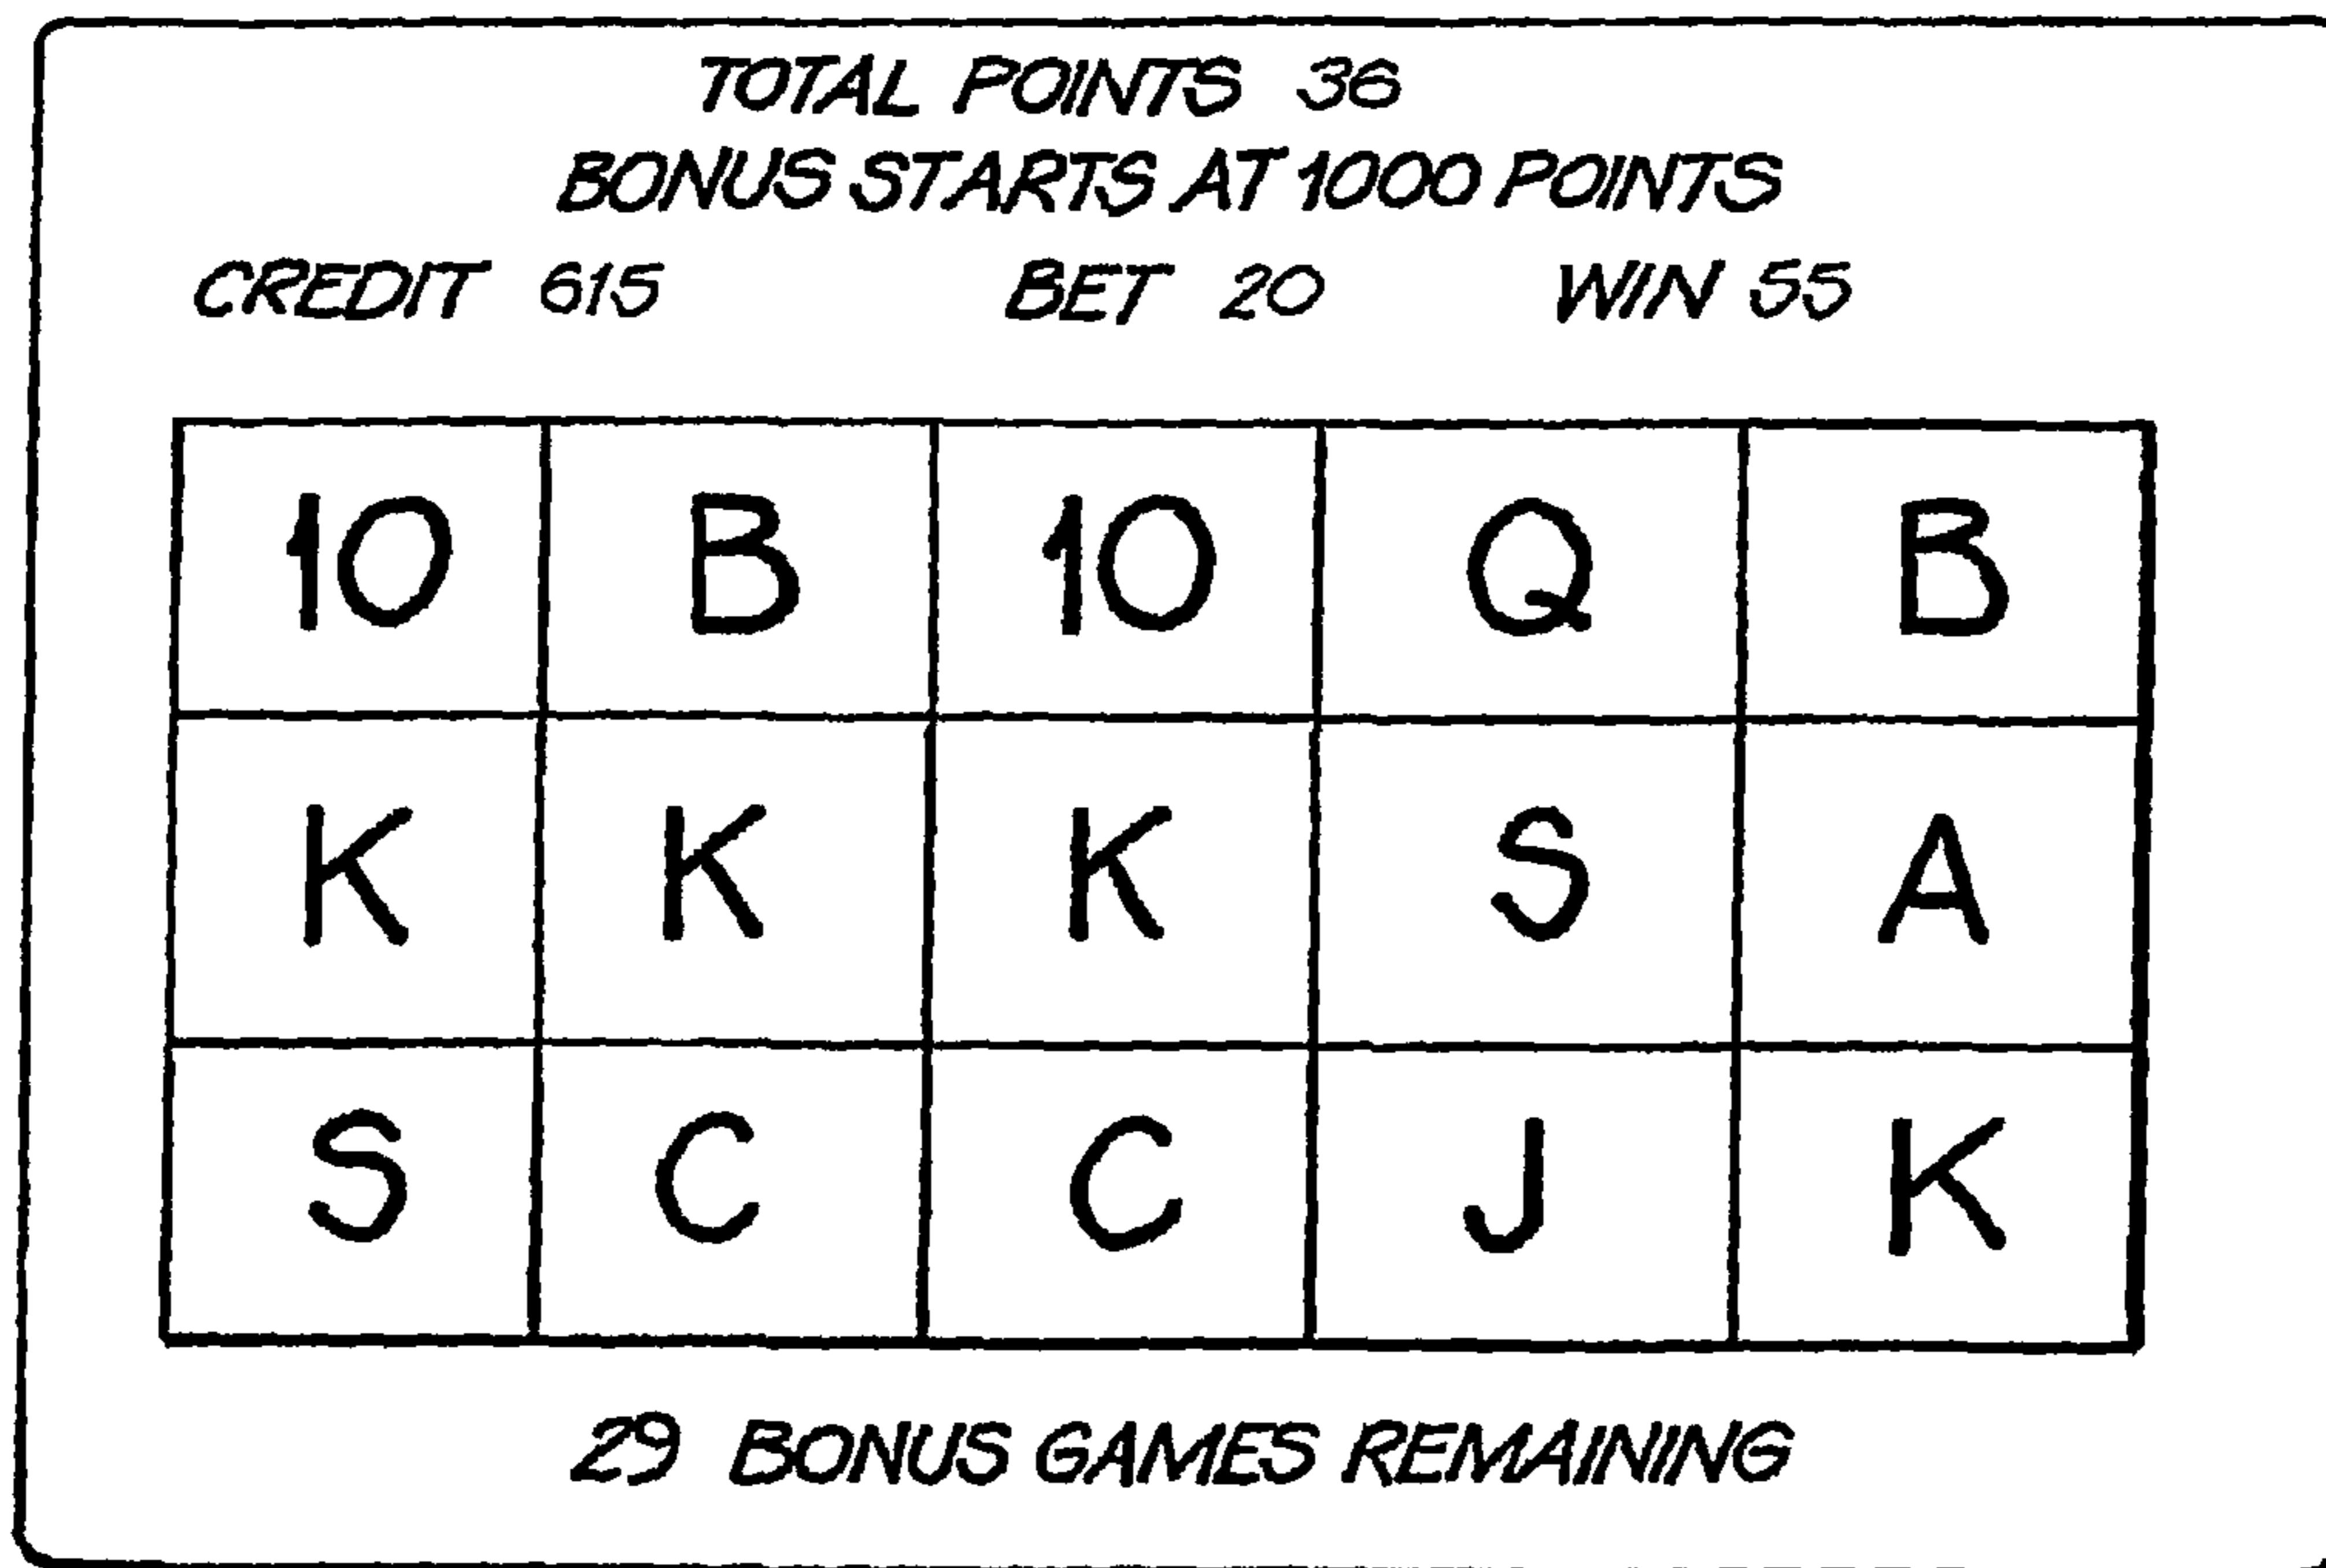 TOTAL POINTS 36
BONUS STARTS AT 1000 POINTS
CREDIT 615 BET 20 WIN 55
10 B 10 Q B
K K K S A
S C C J K
29 BONUS GAMES REMAINING